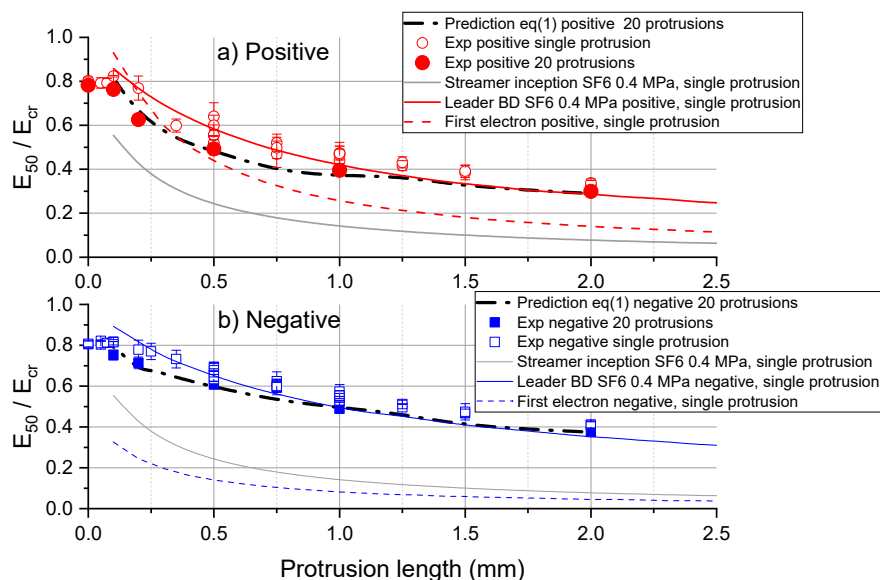 a) Positive
Prediction eq(1) positive 20 protrusions
Exp positive single protrusion
Exp positive 20 protrusions
Streamer inception SF6 0.4 MPa, single protrusion
Leader BD SF6 0.4 MPa positive, single protrusion
First electron positive, single protrusion
E50 / Ecr
1.0
0.8
0.6
0.4
0.2
0.0
0.0 0.5 1.0 1.5 2.0 2.5
b) Negative
Prediction eq(1) negative 20 protrusions
Exp negative 20 protrusions
Exp negative single protrusion
Streamer inception SF6 0.4 MPa, single protrusion
Leader BD SF6 0.4 MPa negative, single protrusion
First electron negative, single protrusion
E50 / Ecr
1.0
0.8
0.6
0.4
0.2
0.0
0.0 0.5 1.0 1.5 2.0 2.5
Protrusion length (mm)